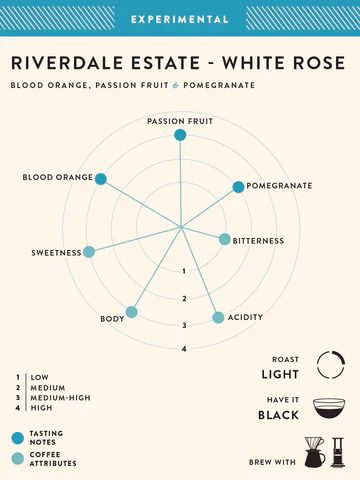 EXPERIMENTAL
RIVERDALE ESTATE - WHITE ROSE
BLOOD ORANGE, PASSION FRUIT & POMEGRANATE
PASSION FRUIT
BLOOD ORANGE
POMEGRANATE
BITTERNESS
SWEETNESS
1
2
BODY
ACIDITY
3
4
ROAST
LIGHT
1 LOW
2 MEDIUM
3 MEDIUM-HIGH
4 HIGH
HAVE IT
BLACK
TASTING
NOTES
COFFEE
ATTRIBUTES
BREW WITH